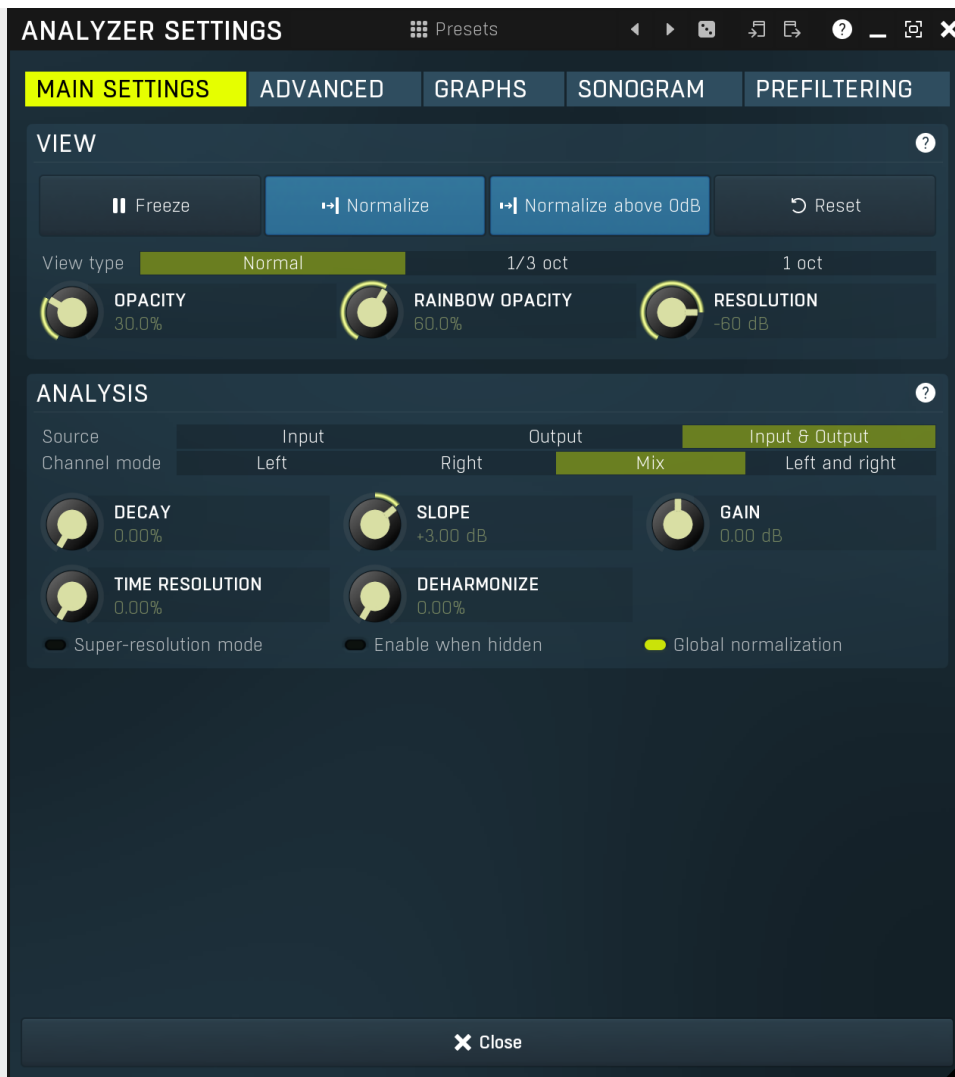 ANALYZER SETTINGS Presets ?
MAIN SETTINGS ADVANCED GRAPHS SONOGRAM PREFILTERING
VIEW ?
Freeze Normalize Normalize above 0dB Reset
View type Normal 1/3 oct 1 oct
OPACITY RAINBOW OPACITY RESOLUTION
30.0% 60.0% -60 dB
ANALYSIS ?
Source Input Output Input & Output
Channel mode Left Right Mix Left and right
DECAY SLOPE GAIN
0.00% +3.00 dB 0.00 dB
TIME RESOLUTION DEHARMONIZE
0.00% 0.00%
Super-resolution mode Enable when hidden Global normalization
Close